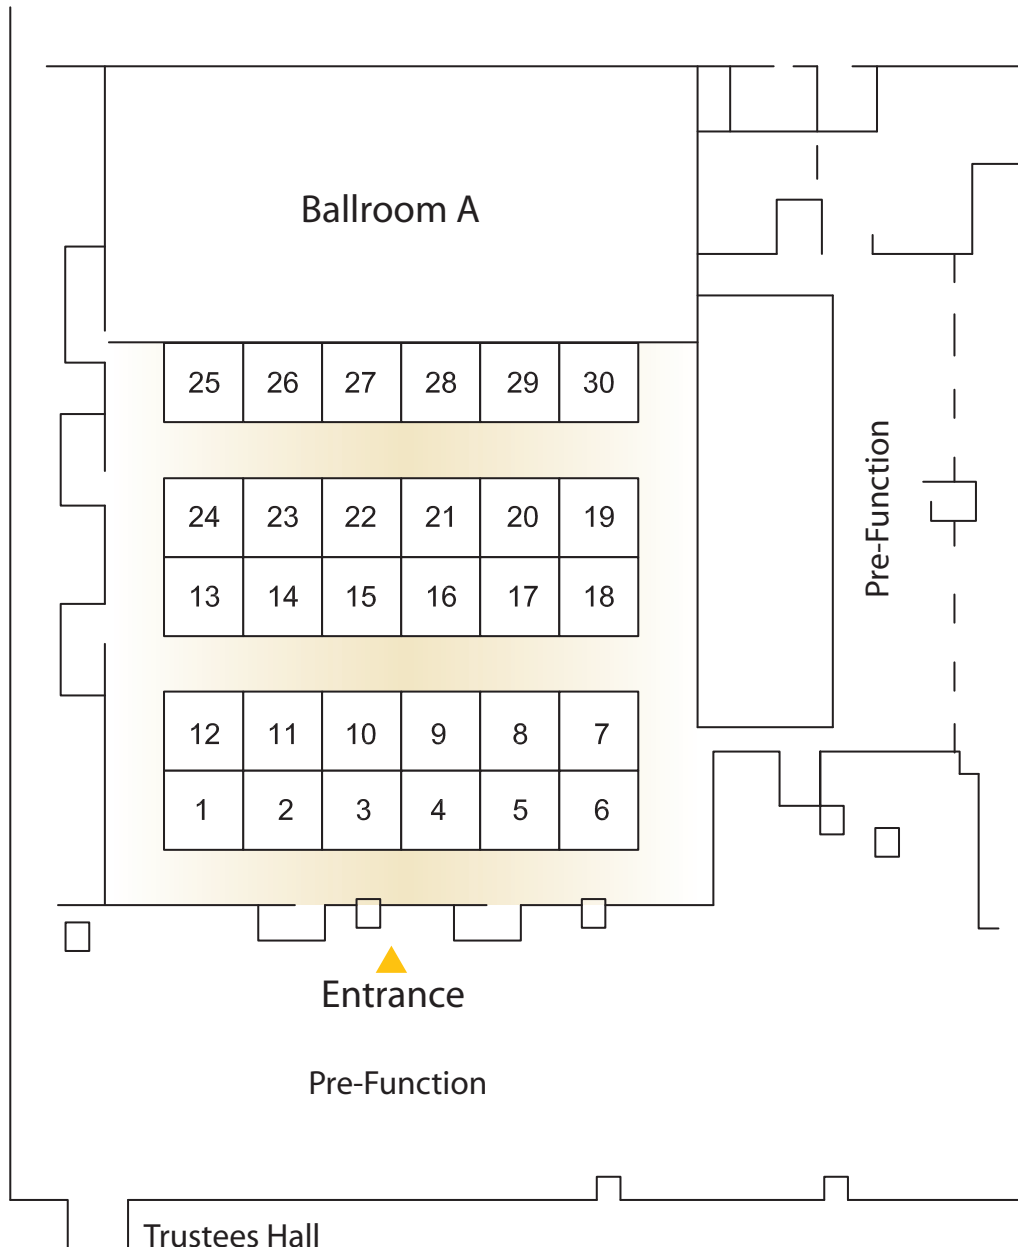 Ballroom A
25 26 27 28 29 30
24 23 22 21 20 19
13 14 15 16 17 18
12 11 10 9 8 7
1 2 3 4 5 6
Pre-Function
Entrance
Pre-Function
Trustees Hall